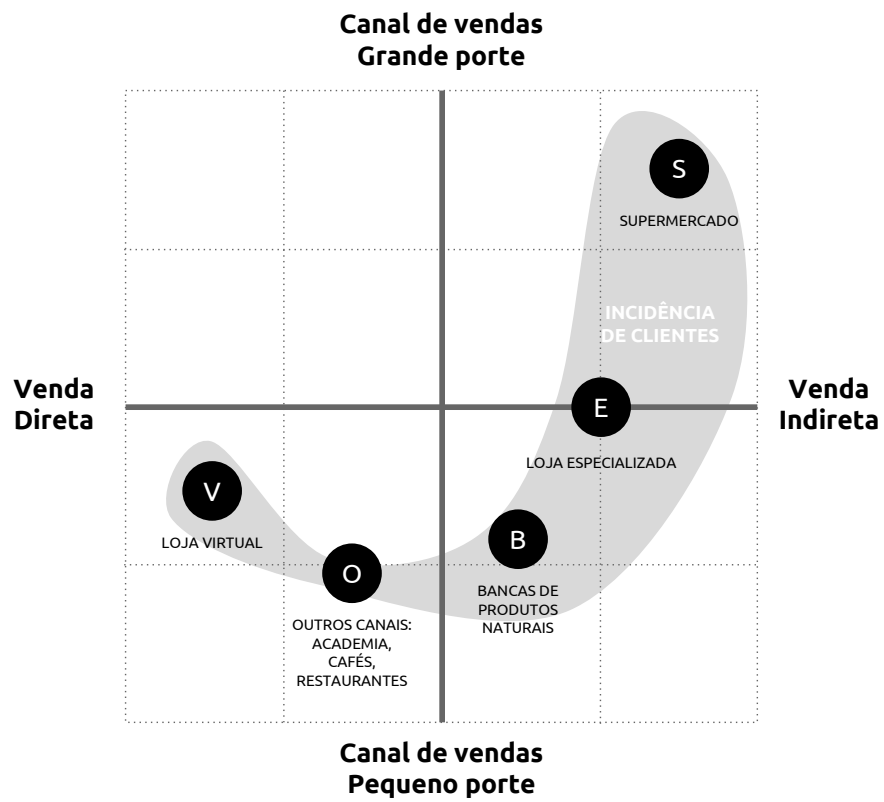 Canal de vendas
Grande porte
S
SUPERMERCADO
INCIDÊNCIA
DE CLIENTES
Venda
Direta
Venda
Indireta
E
LOJA ESPECIALIZADA
V
LOJA VIRTUAL
B
BANCAS DE
PRODUTOS
NATURAIS
O
OUTROS CANAIS:
ACADEMIA,
CAFÉS,
RESTAURANTES
Canal de vendas
Pequeno porte